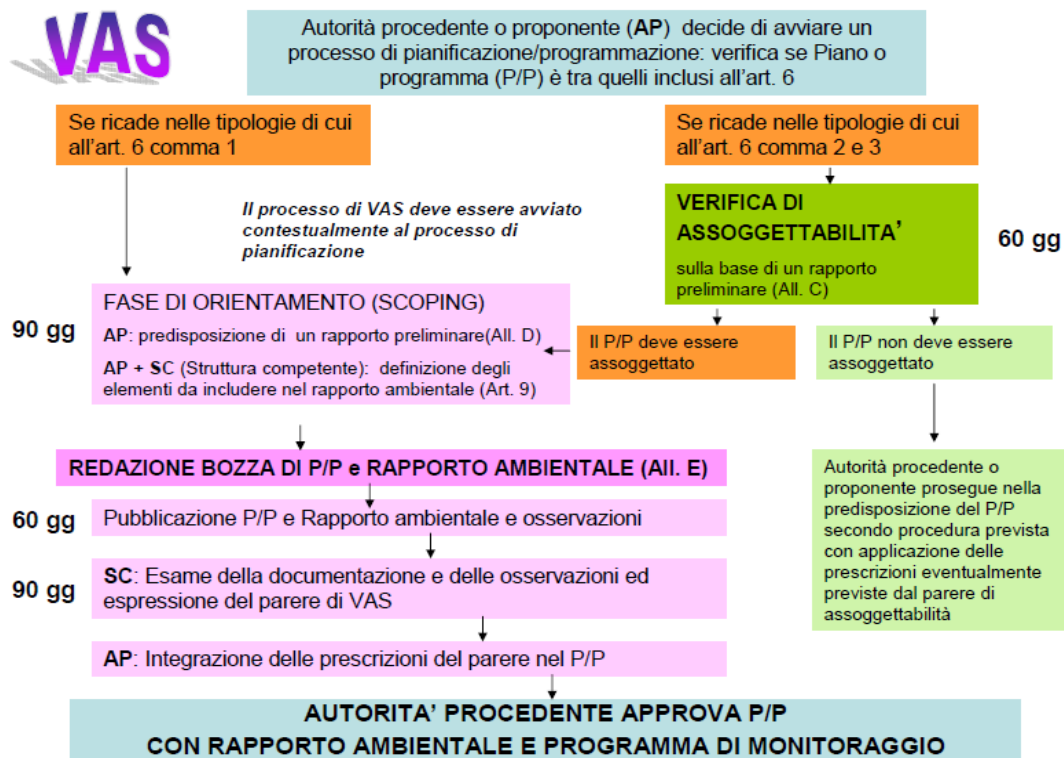 VAS
Autorità procedente o proponente (AP) decide di avviare un
processo di pianificazione/programmazione: verifica se Piano o
programma (P/P) è tra quelli inclusi all'art. 6
Se ricade nelle tipologie di cui
all'art. 6 comma 1
Se ricade nelle tipologie di cui
all'art. 6 comma 2 e 3
Il processo di VAS deve essere avviato
contestualmente al processo di
pianificazione
VERIFICA DI
ASSOGGETTABILITA'
sulla base di un rapporto
preliminare (All. C)
60 gg
90 gg
FASE DI ORIENTAMENTO (SCOPING)
AP: predisposizione di un rapporto preliminare(All. D)
AP + SC (Struttura competente): definizione degli
elementi da includere nel rapporto ambientale (Art. 9)
Il P/P deve essere
assoggettato
Il P/P non deve essere
assoggettato
REDAZIONE BOZZA DI P/P e RAPPORTO AMBIENTALE (All. E)
60 gg
Pubblicazione P/P e Rapporto ambientale e osservazioni
90 gg
SC: Esame della documentazione e delle osservazioni ed
espressione del parere di VAS
AP: Integrazione delle prescrizioni del parere nel P/P
Autorità procedente o
proponente prosegue nella
predisposizione del P/P
secondo procedura prevista
con applicazione delle
prescrizioni eventualmente
previste dal parere di
assoggettabilità
AUTORITA' PROCEDENTE APPROVA P/P
CON RAPPORTO AMBIENTALE E PROGRAMMA DI MONITORAGGIO